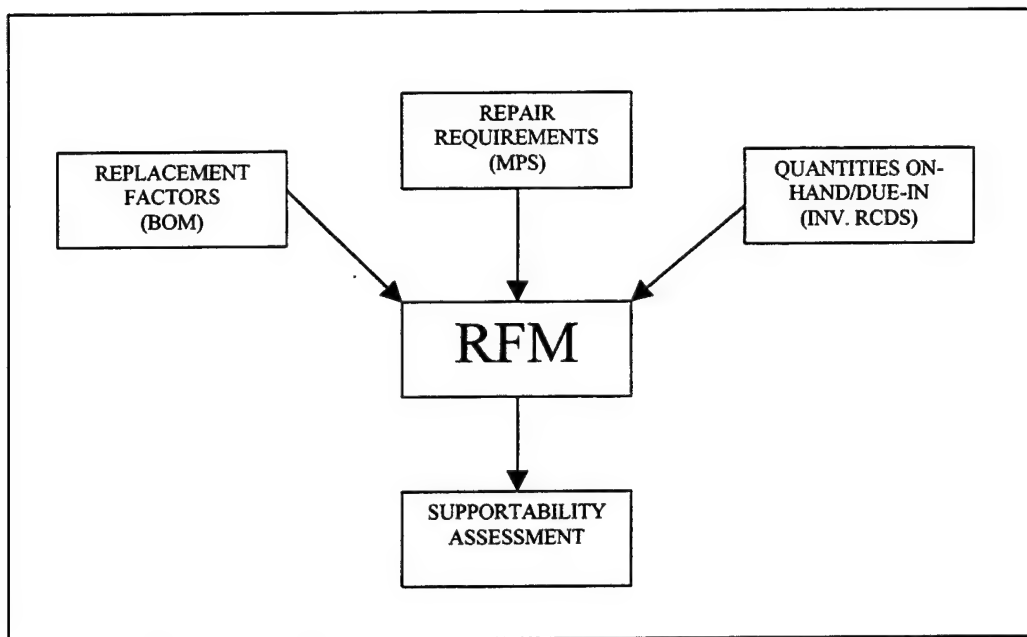 REPAIR
REQUIREMENTS
(MPS)
REPLACEMENT
FACTORS
(BOM)
QUANTITIES ON-
HAND/DUE-IN
(INV. RCDS)
RFM
SUPPORTABILITY
ASSESSMENT